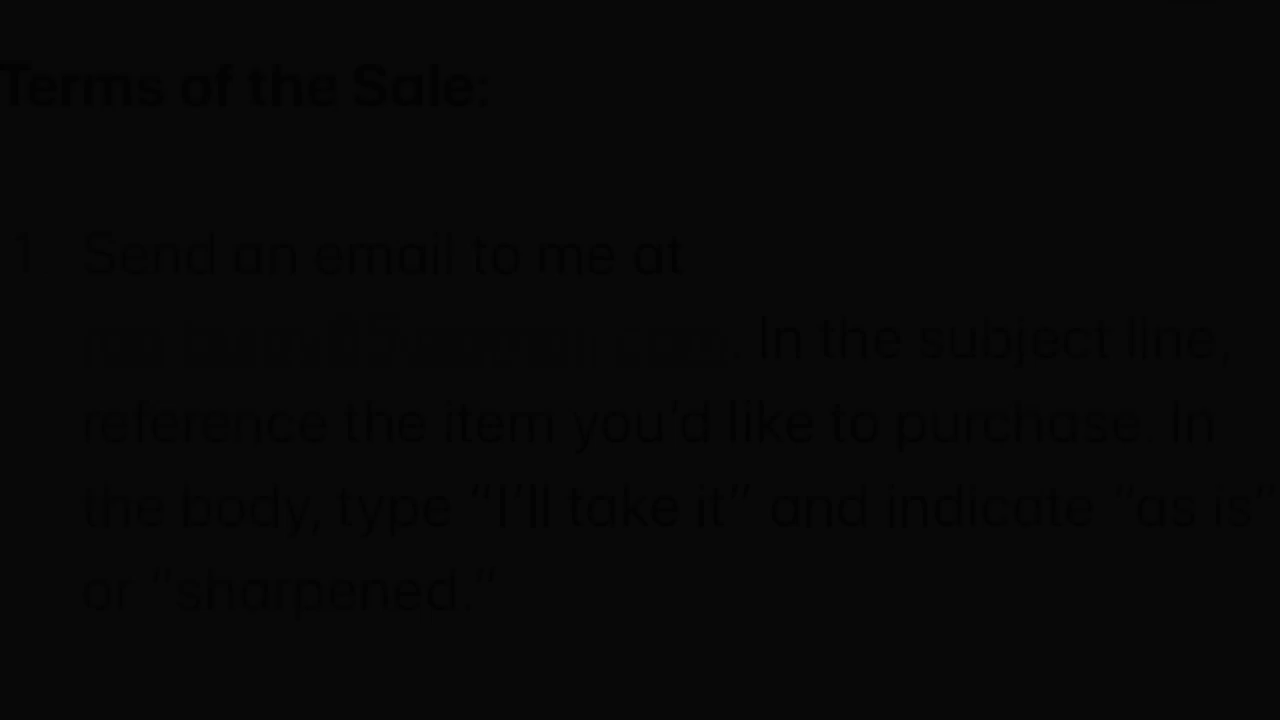 Terms of the Sale:
1 Send an email to me at
. In the subject line,
reference the item you’d like to purchase. In
the body, type “I’ll take it” and indicate “as is”
or “sharpened.”